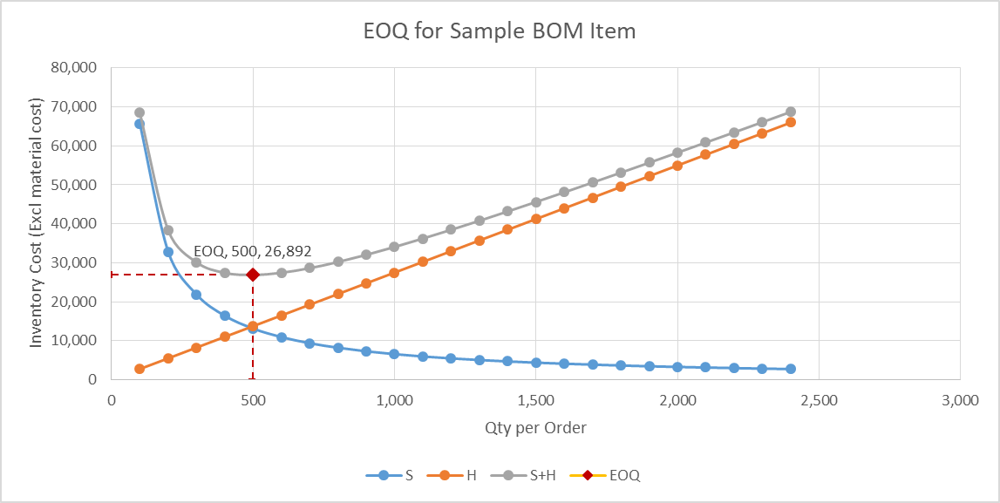 EOQ for Sample BOM Item
Inventory Cost (Excl material cost)
80,000
70,000
60,000
50,000
40,000
30,000
20,000
10,000
0
EOQ, 500, 26,892
0 500 1,000 1,500 2,000 2,500 3,000
Qty per Order
S H S+H EOQ